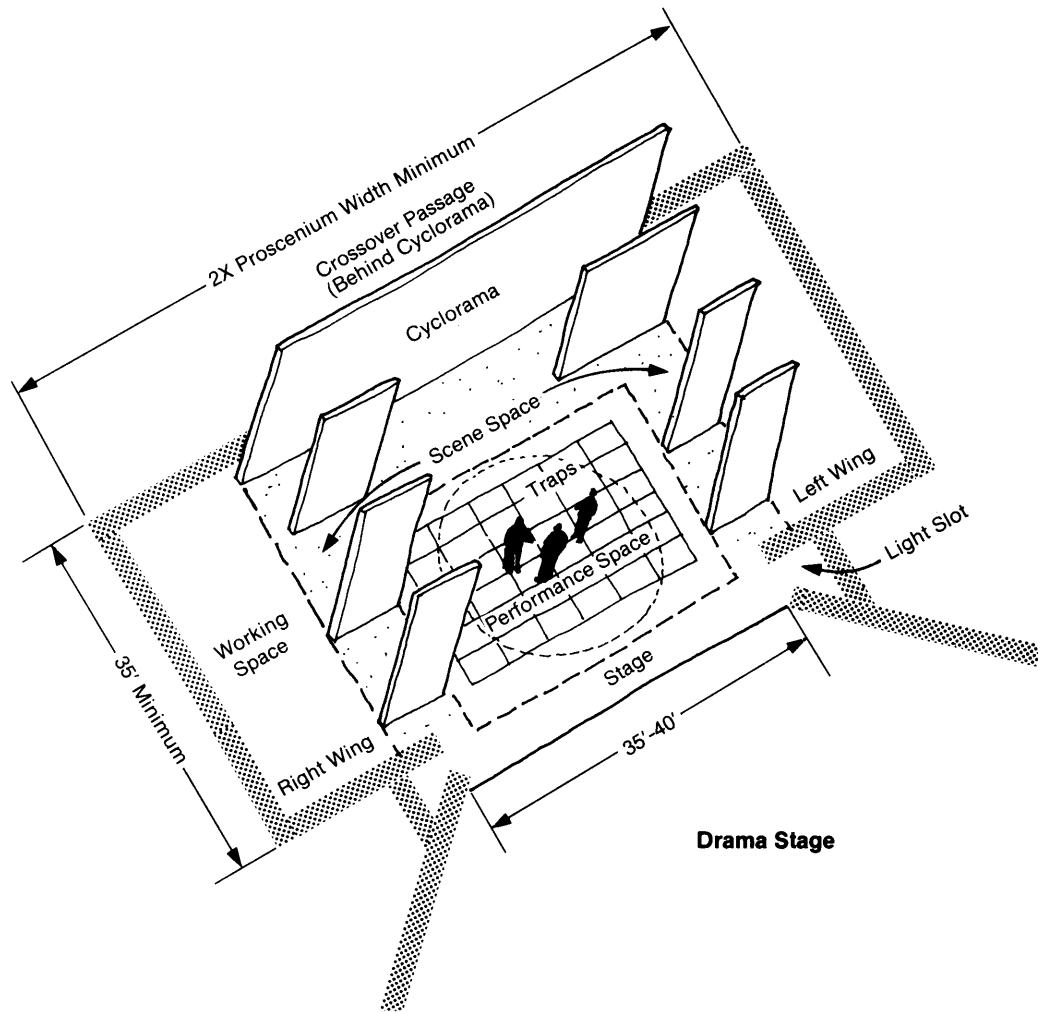 2X Proscenium Width Minimum
Crossover Passage
(Behind Cyclorama)
Cyclorama
Scene Space
Traps
Left Wing
Light Slot
Performance Space
Working
Space
Stage
35' Minimum
35'-40'
Right Wing
Drama Stage